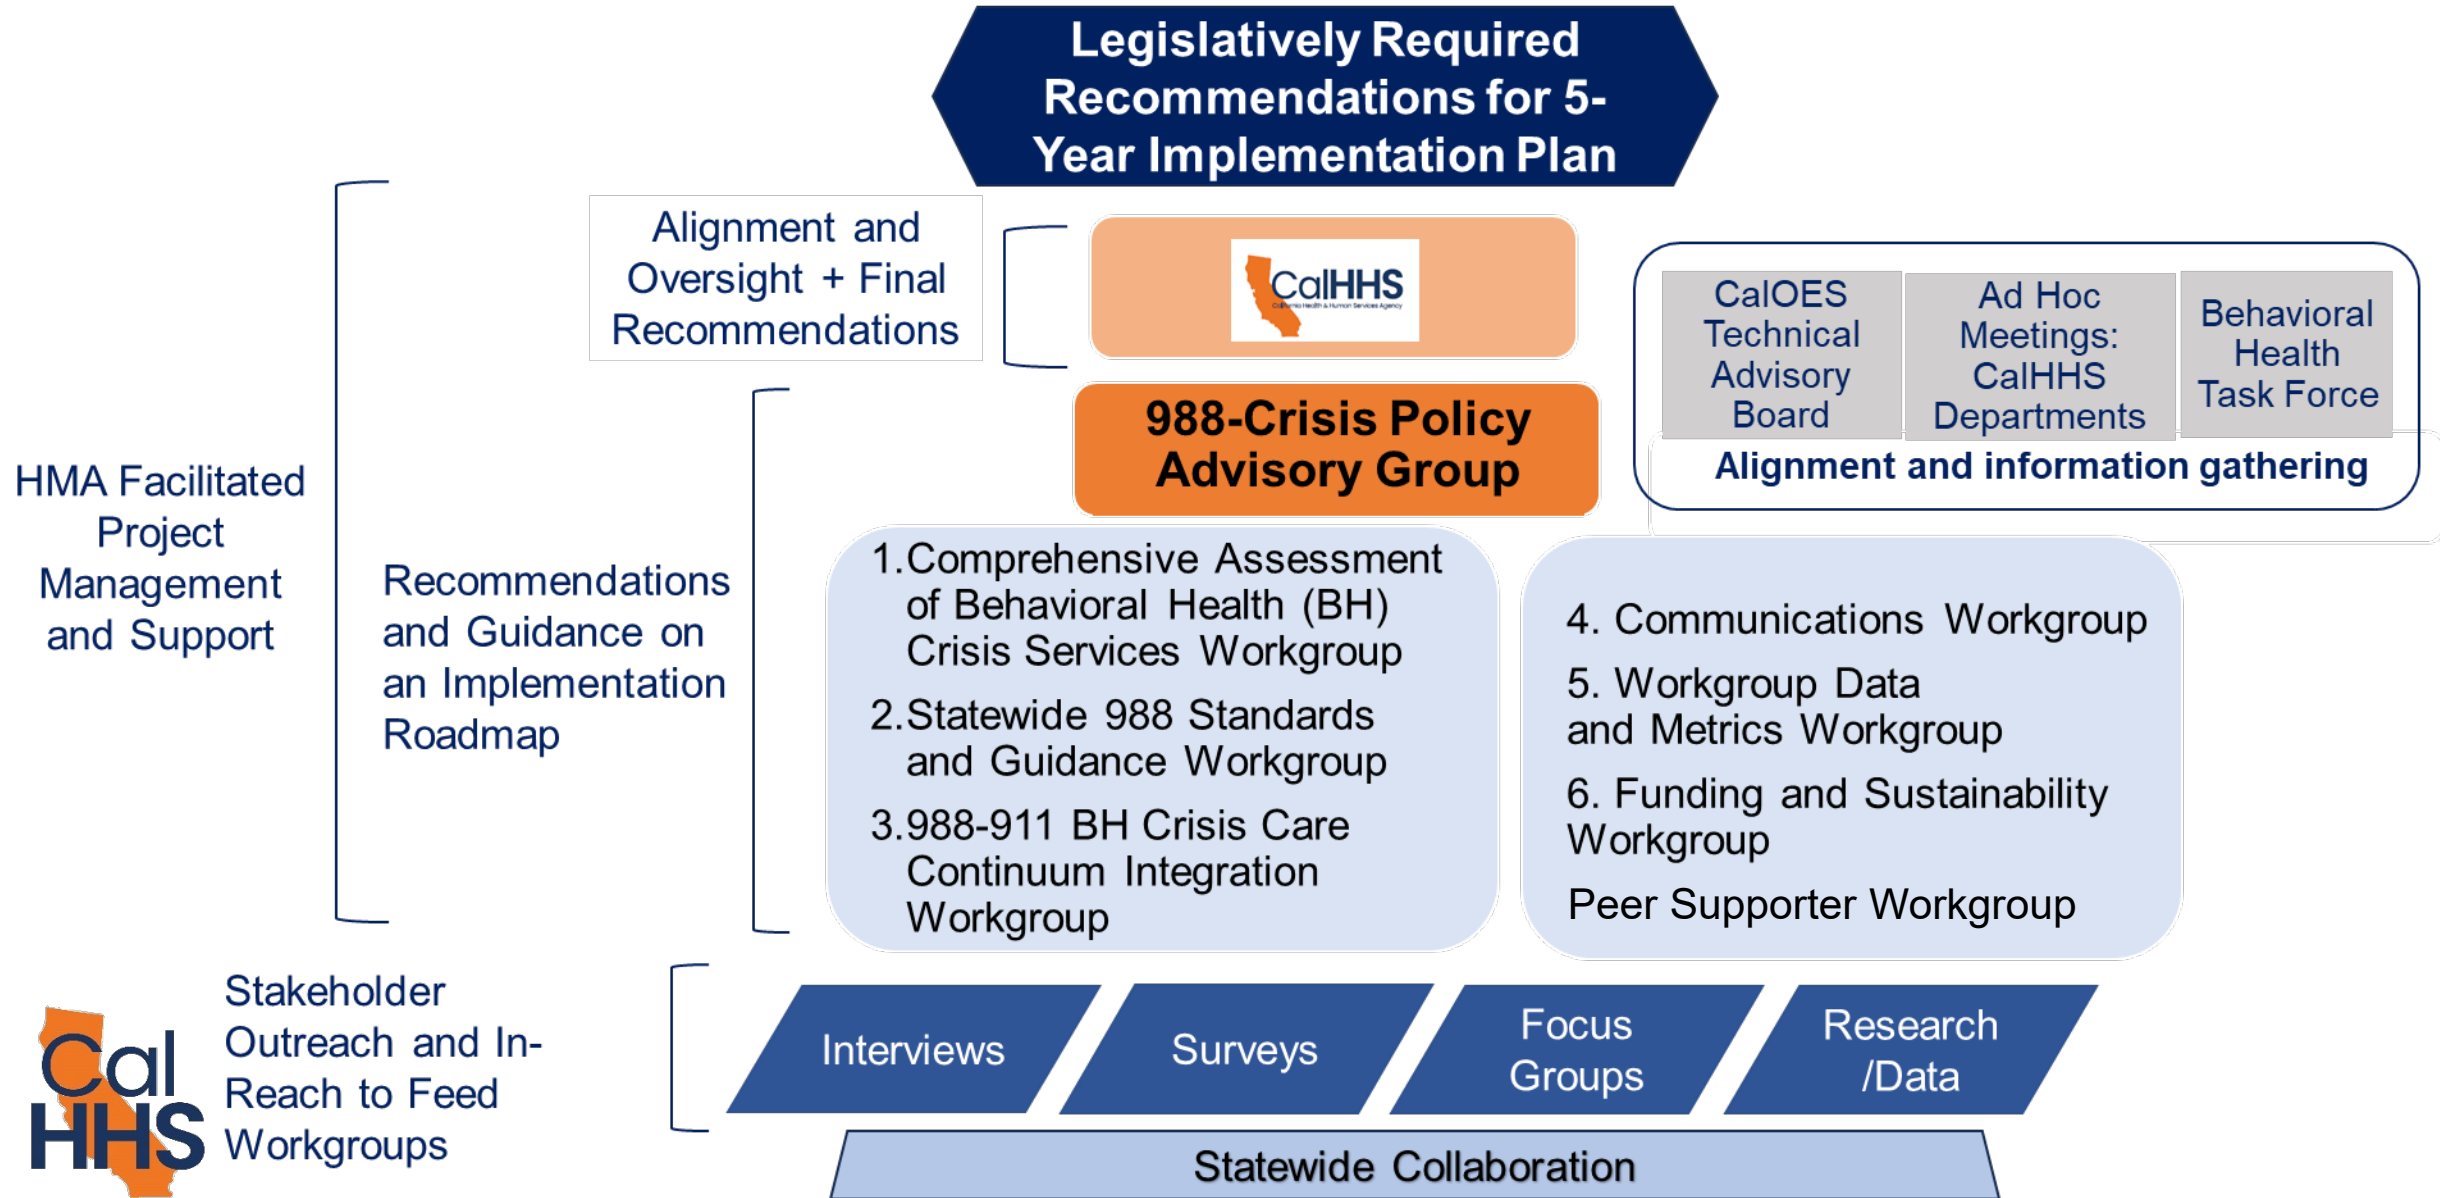 Legislatively Required
Recommendations for 5-
Year Implementation Plan
Alignment and
Oversight + Final
Recommendations
CalHHS
California Health & Human Services Agency
CalOES
Technical
Advisory
Board
Ad Hoc
Meetings:
CalHHS
Departments
Behavioral
Health
Task Force
Alignment and information gathering
988-Crisis Policy
Advisory Group
HMA Facilitated
Project
Management
and Support
Recommendations
and Guidance on
an Implementation
Roadmap
1.Comprehensive Assessment
of Behavioral Health (BH)
Crisis Services Workgroup
2.Statewide 988 Standards
and Guidance Workgroup
3.988-911 BH Crisis Care
Continuum Integration
Workgroup
4. Communications Workgroup
5. Workgroup Data
and Metrics Workgroup
6. Funding and Sustainability
Workgroup
Peer Supporter Workgroup
Cal
HHS
Stakeholder
Outreach and In-
Reach to Feed
Workgroups
Interviews
Surveys
Focus
Groups
Research
/Data
Statewide Collaboration